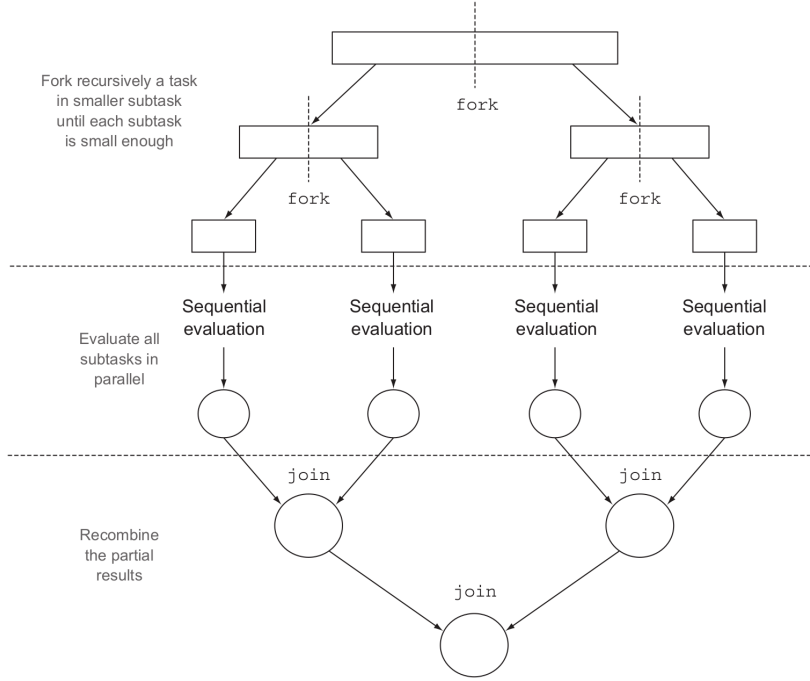 Fork recursively a task
in smaller subtask
until each subtask
is small enough
fork
fork
fork
Sequential
evaluation
Sequential
evaluation
Sequential
evaluation
Sequential
evaluation
Evaluate all
subtasks in
parallel
join
join
Recombine
the partial
results
join